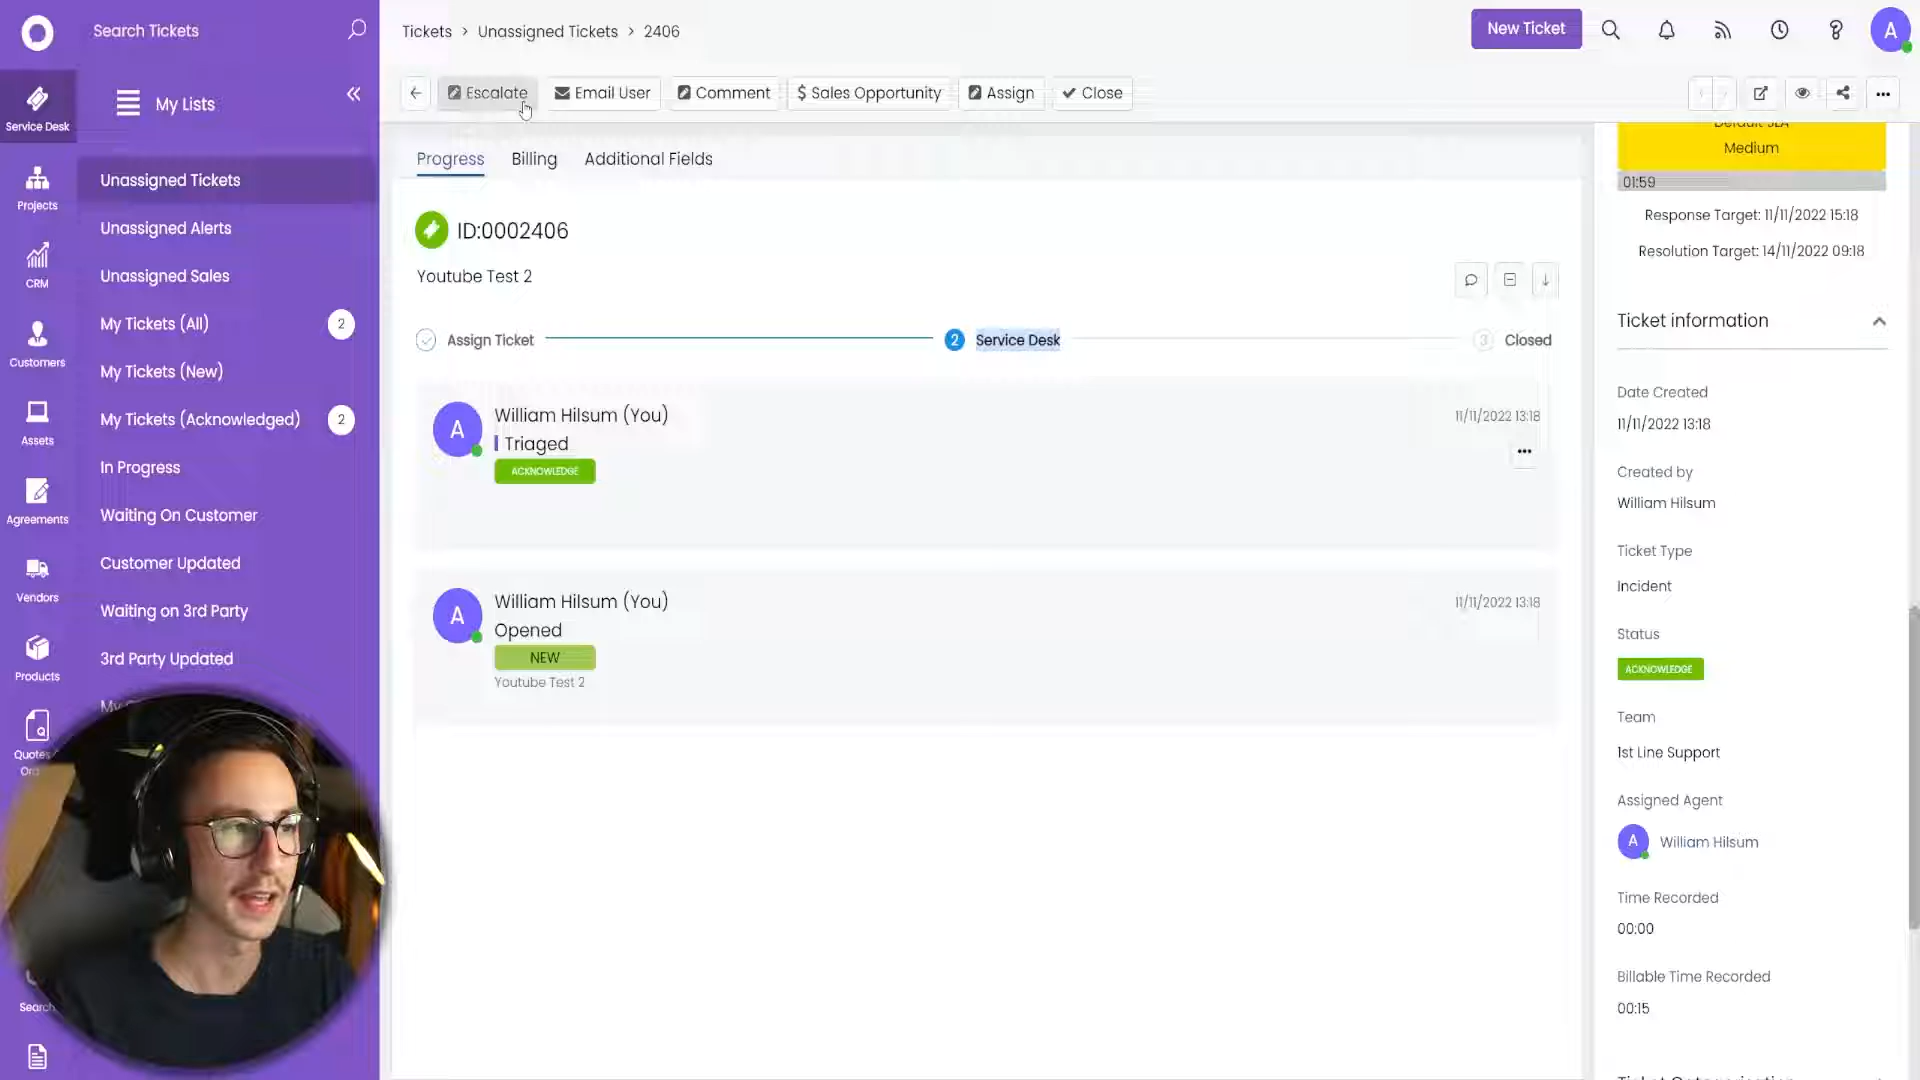 Search Tickets
Tickets > Unassigned Tickets > 2406
New Ticket
A
Service Desk
My Lists
Escalate
Email User
Comment
$ Sales Opportunity
Assign
Close
Projects
CRM
Customers
Assets
Agreements
Vendors
Products
Quotes
Search
Unassigned Tickets
Unassigned Alerts
Unassigned Sales
My Tickets (All)
2
My Tickets (New)
My Tickets (Acknowledged)
2
In Progress
Waiting On Customer
Customer Updated
Waiting on 3rd Party
3rd Party Updated
Progress
Billing
Additional Fields
ID:0002406
Youtube Test 2
Assign Ticket
2
Service Desk
3
Closed
A
William Hilsum (You)
11/11/2022 13:18
Triaged
ACKNOWLEDGE
A
William Hilsum (You)
11/11/2022 13:18
Opened
NEW
Youtube Test 2
Default SLA
Medium
01:59
Response Target: 11/11/2022 15:18
Resolution Target: 14/11/2022 09:18
Ticket information
Date Created
11/11/2022 13:18
Created by
William Hilsum
Ticket Type
Incident
Status
ACKNOWLEDGE
Team
1st Line Support
Assigned Agent
A
William Hilsum
Time Recorded
00:00
Billable Time Recorded
00:15